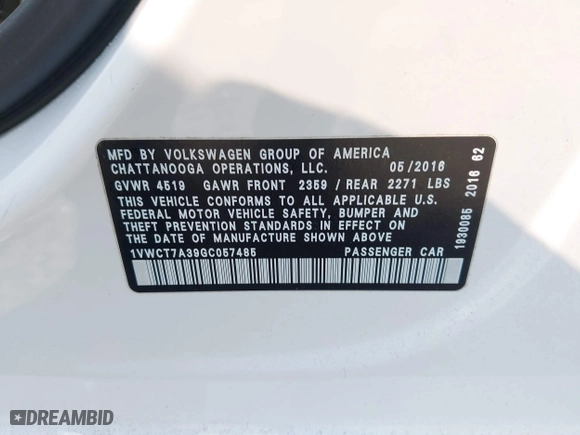 MFD BY VOLKSWAGEN GROUP OF AMERICA
CHATTANOOGA OPERATIONS, LLC. 05/2016
GVWR 4519 GAWR FRONT 2359 / REAR 2271 LBS
THIS VEHICLE CONFORMS TO ALL APPLICABLE U.S.
FEDERAL MOTOR VEHICLE SAFETY, BUMPER AND
THEFT PREVENTION STANDARDS IN EFFECT ON
THE DATE OF MANUFACTURE SHOWN ABOVE
1VWCT7A39GC057485 PASSENGER CAR
1930085 2016 62
DREAMBID